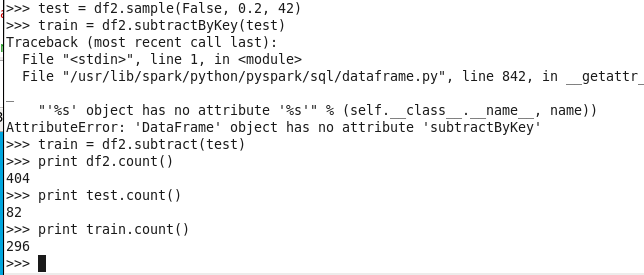 >>> test = df2.sample(False, 0.2, 42)
>>> train = df2.subtractByKey(test)
Traceback (most recent call last):
  File "<stdin>", line 1, in <module>
  File "/usr/lib/spark/python/pyspark/sql/dataframe.py", line 842, in __getattr_
_
    "'%s' object has no attribute '%s'" % (self.__class__.__name__, name))
AttributeError: 'DataFrame' object has no attribute 'subtractByKey'
>>> train = df2.subtract(test)
>>> print df2.count()
404
>>> print test.count()
82
>>> print train.count()
296
>>>